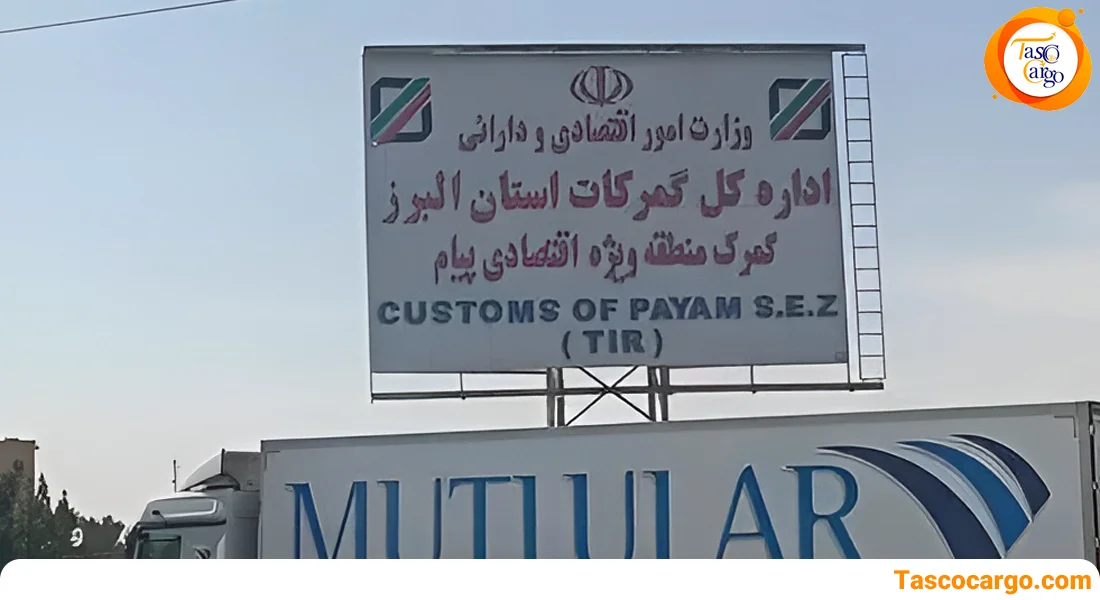 Tasco
Cargo
وزارت امور اقتصادی و دارائی
اداره کل گمرکات استان البرز
گمرک منطقه ویژه اقتصادی پیام
CUSTOMS OF PAYAM S.E.Z
( TIR )
MUTLULAR
Tascocargo.com